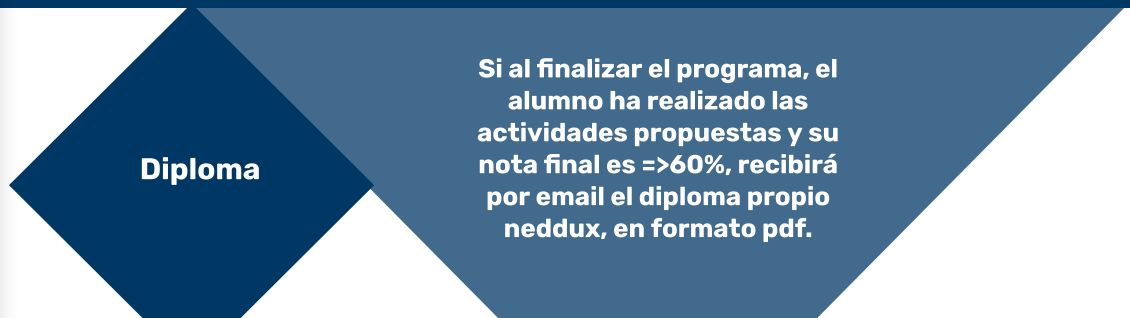 Diploma
Si al finalizar el programa, el
alumno ha realizado las
actividades propuestas y su
nota final es =>60%, recibirá
por email el diploma propio
neddux, en formato pdf.